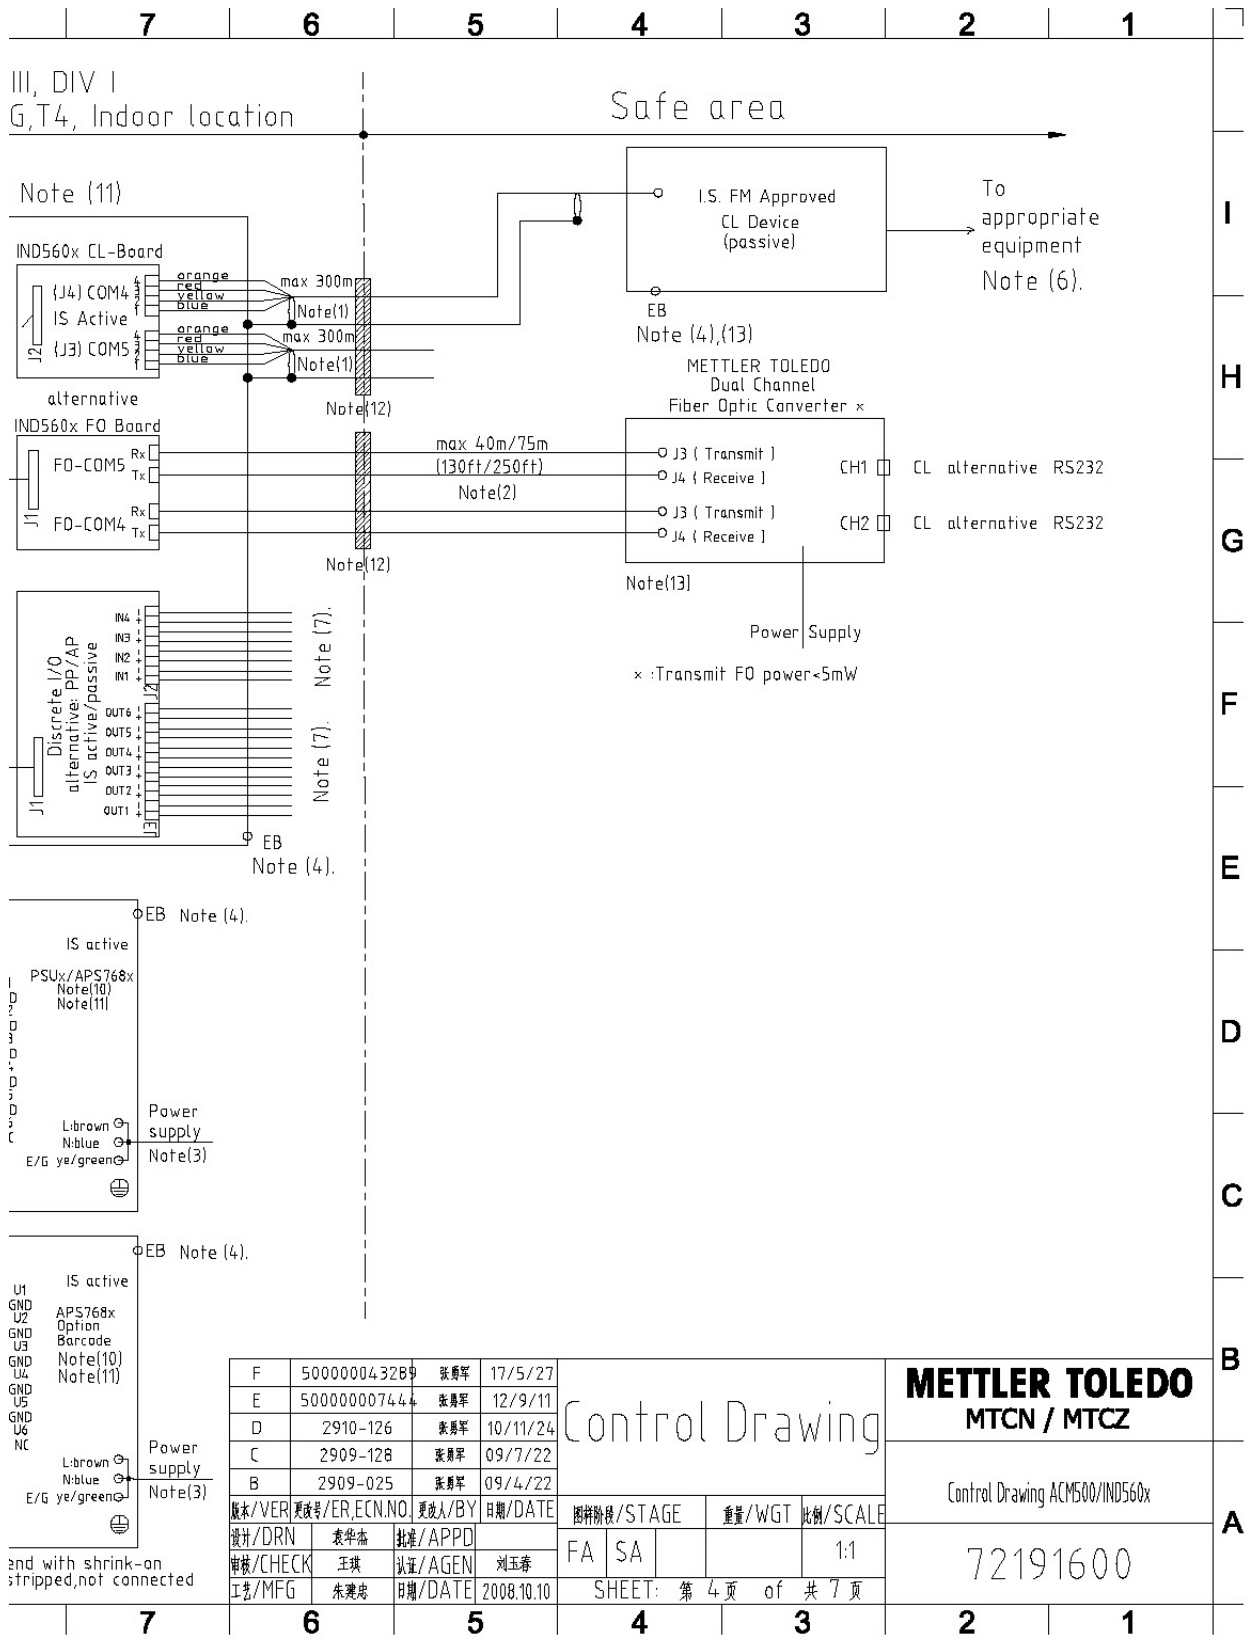 7 6 5 4 3 2 1
III, DIV I
G,T4, Indoor location
Safe area
Note (11)
I
IND560x CL-Board
(J4) COM4
IS Active
(J3) COM5
J2
4
3
2
1
orange
red
yellow
blue
4
3
2
1
orange
red
yellow
blue
max 300m
Note(1)
max 300m
Note(1)
Note(12)
I.S. FM Approved
CL Device
(passive)
EB
Note (4),(13)
To
appropriate
equipment
Note (6).
H
alternative
IND560x FO Board
FO-COM5
FO-COM4
J1
Rx
Tx
Rx
Tx
max 40m/75m
(130ft/250ft)
Note(2)
Note(12)
METTLER TOLEDO
Dual Channel
Fiber Optic Converter ×
J3 ( Transmit )
J4 ( Receive )
J3 ( Transmit )
J4 ( Receive )
CH1
CH2
CL alternative RS232
CL alternative RS232
G
Note(13)
Power Supply
× :Transmit FO power<5mW
Discrete I/O
alternative: PP/AP
IS active/passive
J1
IN4 - +
IN3 - +
IN2 - +
IN1 - +
J2
OUT6 - +
OUT5 - +
OUT4 - +
OUT3 - +
OUT2 - +
OUT1 - +
Note (7).
Note (7).
F
EB
Note (4).
E
EB Note (4).
IS active
PSUx/APS768x
Note(10)
Note(11)
D
L:brown
N:blue
E/G ye/green
Power
supply
Note(3)
C
EB Note (4).
IS active
U1
GND
U2
GND
U3
GND
U4
GND
U5
GND
U6
NC
APS768x
Option
Barcode
Note(10)
Note(11)
B
L:brown
N:blue
E/G ye/green
Power
supply
Note(3)
end with shrink-on
stripped,not connected
F 500000043289 张勇军 17/5/27
E 500000007444 张勇军 12/9/11
D 2910-126 张勇军 10/11/24
C 2909-128 张勇军 09/7/22
B 2909-025 张勇军 09/4/22
版本/VER 更改号/ER,ECN.NO. 更改人/BY 日期/DATE
设计/DRN 袁华杰 批准/APPD
审核/CHECK 王琪 认证/AGEN 刘玉春
工艺/MFG 朱建忠 日期/DATE 2008.10.10
Control Drawing
图样阶段/STAGE 重量/WGT 比例/SCALE
FA SA 1:1
SHEET: 第 4 页 of 共 7 页
METTLER TOLEDO
MTCN / MTCZ
Control Drawing ACM500/IND560x
72191600
A
7 6 5 4 3 2 1